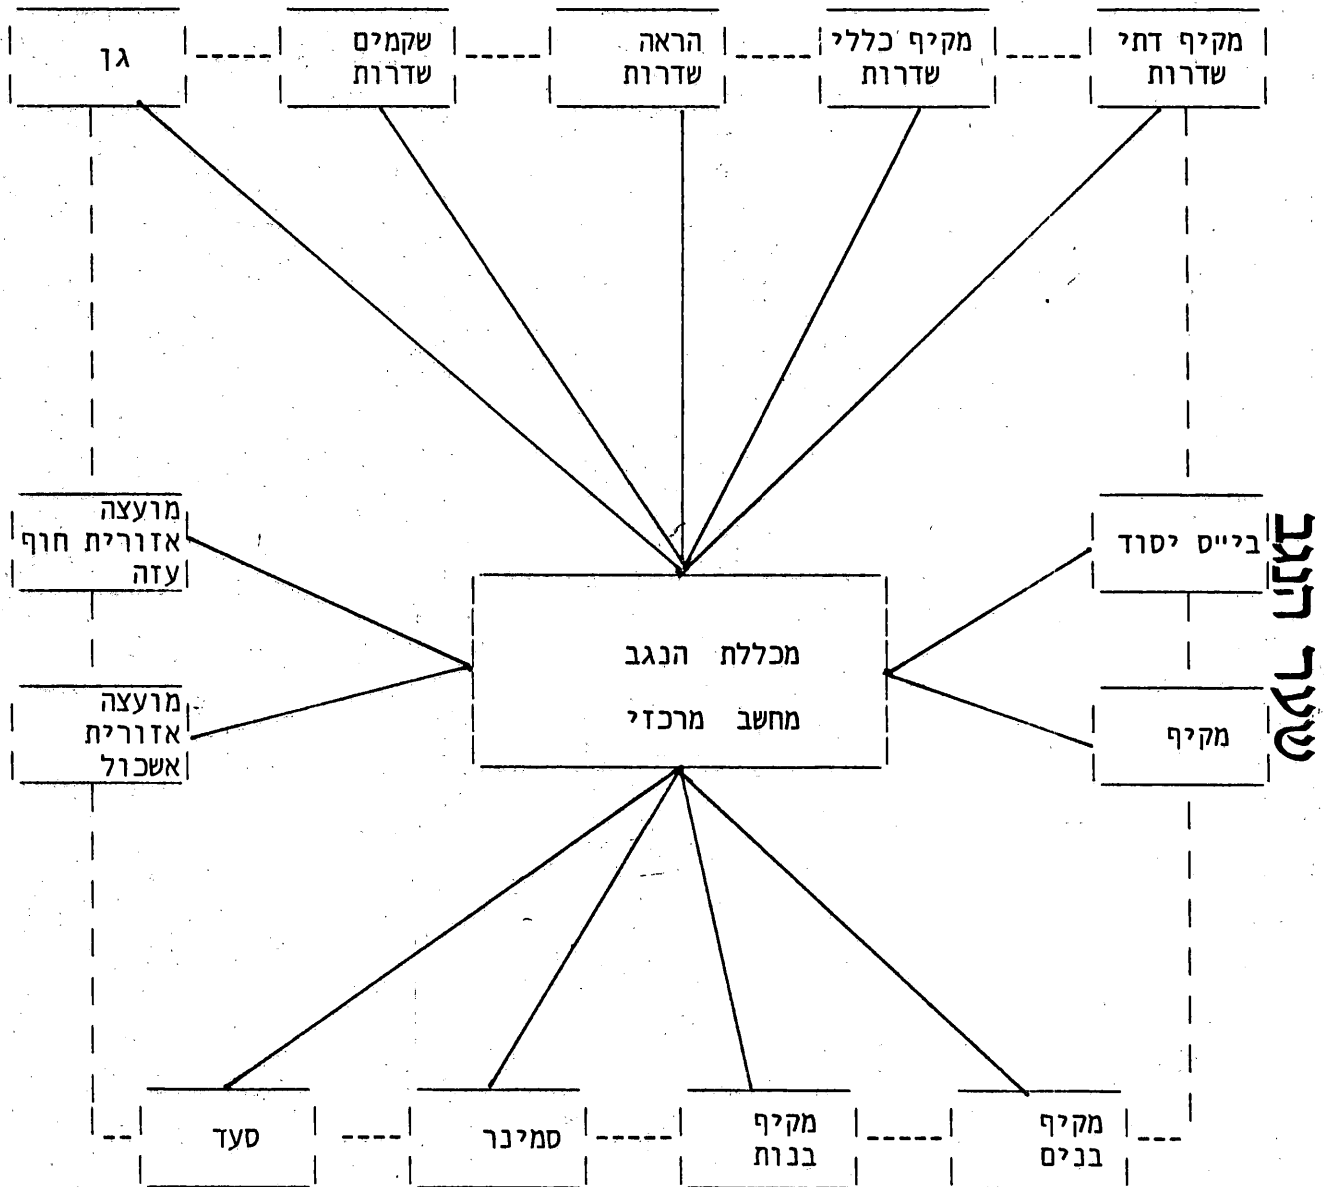 מקיף דתי
שדרות
מקיף כללי
שדרות
הראה
שדרות
שקמים
שדרות
גן
בייס יסוד
מקיף
שער הנגב
מכללת הנגב
מחשב מרכזי
מועצה
אזורית חוף
עזה
מועצה
אזורית
אשכול
מקיף
בנים
מקיף
בנות
סמינר
סעד